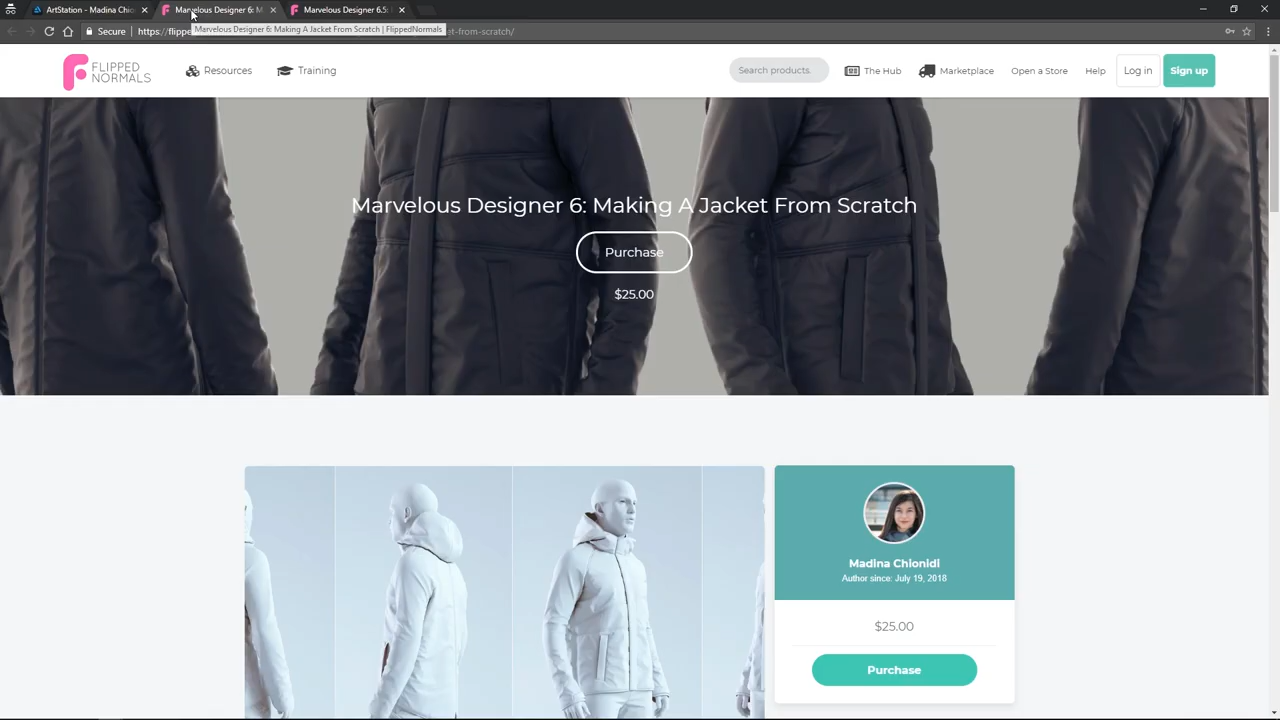 ArtStation - Madina Chio
Marvelous Designer 6: M
Marvelous Designer 6.5:
Secure
https://flippe
et-from-scratch/
Marvelous Designer 6: Making A Jacket From Scratch | FlippedNormals
FLIPPED
NORMALS
Resources
Training
Search products.
The Hub
Marketplace
Open a Store
Help
Log in
Sign up
Marvelous Designer 6: Making A Jacket From Scratch
Purchase
$25.00
Madina Chionidi
Author since: July 19, 2018
$25.00
Purchase